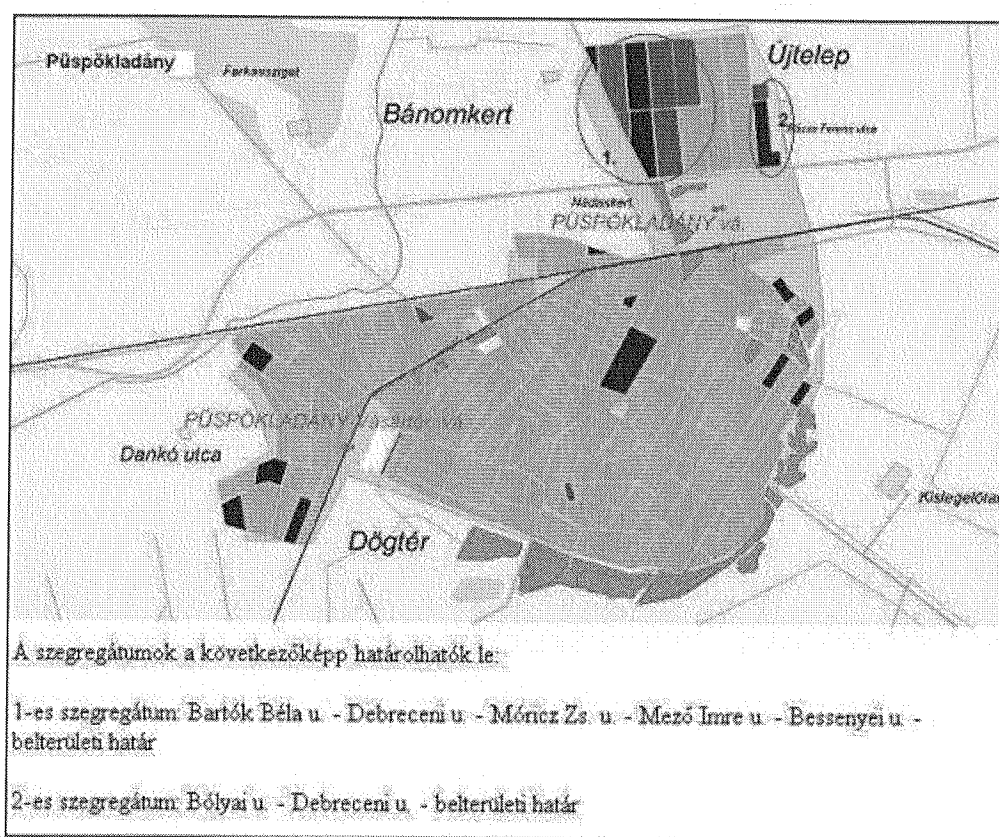 Püspökladány
Farkassziget
Bánomkert
Újtelep
1.
2.
Ferenc utca
PÜSPÖKLADÁNY vá.
PÜSPÖKLADÁNY
Dankó utca
Dögtér
A szegregátumok a következőképp határolhatók le:
1-es szegregátum: Bartók Béla u. - Debreceni u. - Móricz Zs. u. - Mező Imre u. - Bessenyei u. -
belterületi határ
2-es szegregátum: Bólyai u. - Debreceni u. - belterületi határ